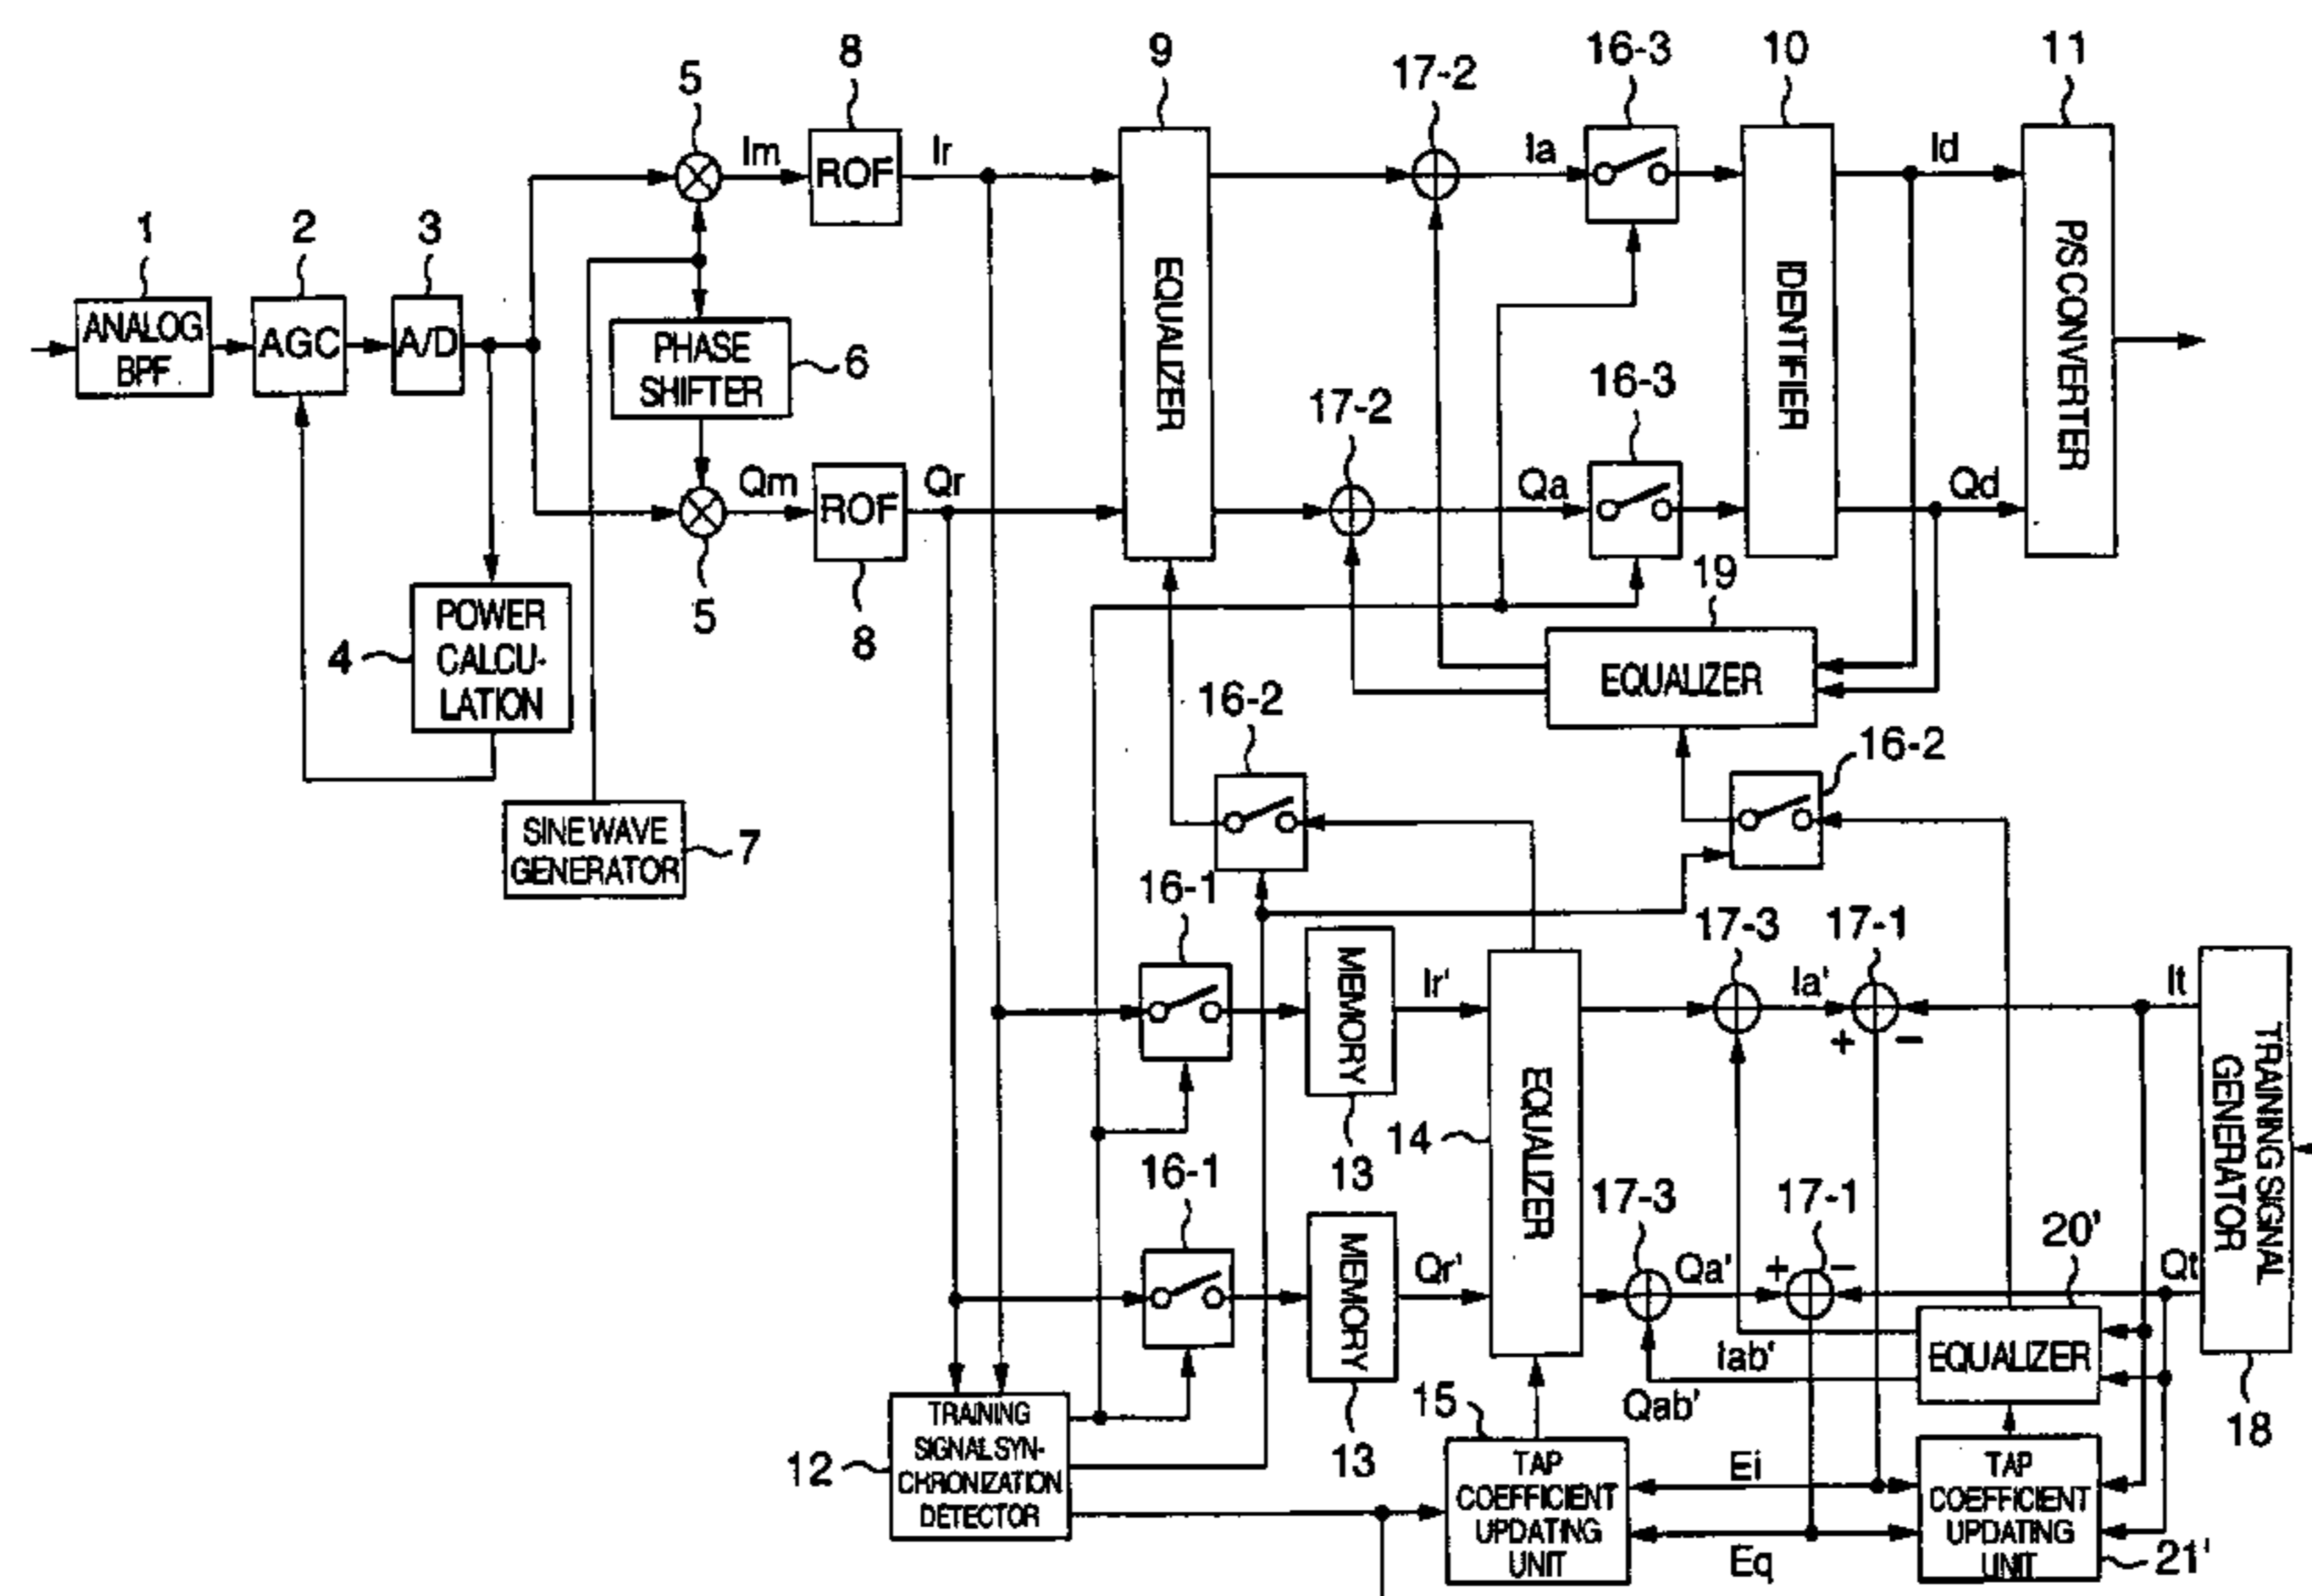 8
9
17-2
16-3
10
11
5
Im
ROF
Ir
Ia
Id
1
2
3
ANALOG
BPF
AGC
A/D
PHASE
SHIFTER
6
EQUALIZER
17-2
16-3
IDENTIFIER
P/S CONVERTER
Qm
ROF
Qr
Qa
Qd
5
8
19
4
POWER
CALCU-
LATION
EQUALIZER
16-2
16-2
SINE WAVE
GENERATOR
7
16-1
17-3
17-1
MEMORY
Ir'
Ia'
It
+
−
EQUALIZER
TRAINING SIGNAL
GENERATOR
14
13
16-1
17-3
17-1
20'
MEMORY
Qr'
Qa'
+
−
Qt
Iab'
EQUALIZER
Qab'
15
13
18
12
TRAINING
SIGNAL SYN-
CHRONIZATION
DETECTOR
TAP
COEFFICIENT
UPDATING
UNIT
Ei
Eq
TAP
COEFFICIENT
UPDATING
UNIT
21'